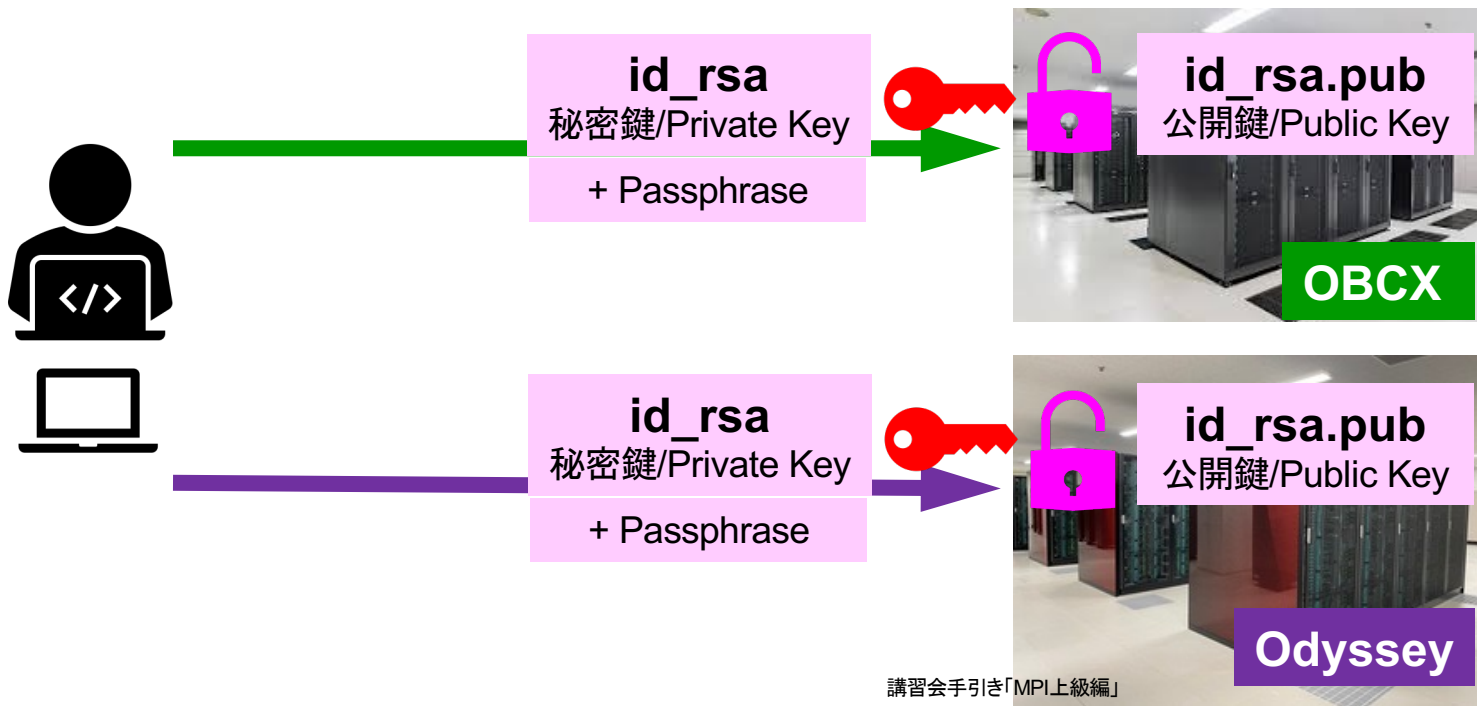 id_rsa
秘密鍵/Private Key
+ Passphrase
id_rsa.pub
公開鍵/Public Key
OBCX
</>
id_rsa
秘密鍵/Private Key
+ Passphrase
id_rsa.pub
公開鍵/Public Key
Odyssey
講習会手引き「MPI上級編」